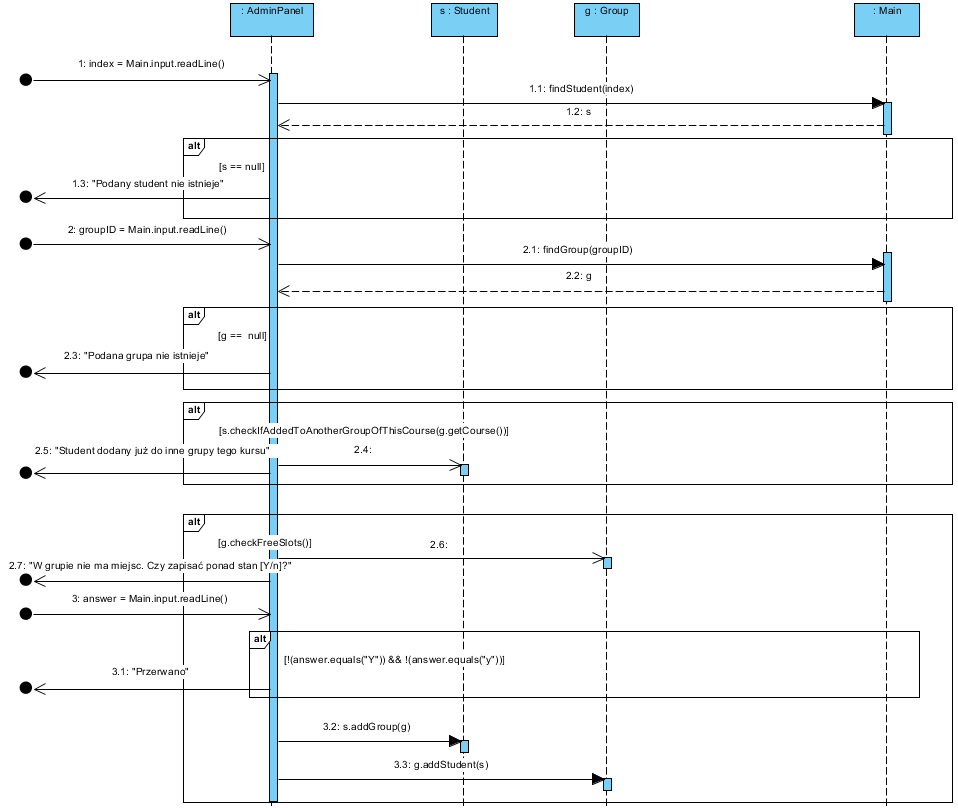 : AdminPanel
s : Student
g : Group
: Main
1: index = Main.input.readLine()
1.1: findStudent(index)
1.2: s
alt
[s == null]
1.3: "Podany student nie istnieje"
2: groupID = Main.input.readLine()
2.1: findGroup(groupID)
2.2: g
alt
[g == null]
2.3: "Podana grupa nie istnieje"
alt
[s.checkIfAddedToAnotherGroupOfThisCourse(g.getCourse())]
2.5: "Student dodany już do inne grupy tego kursu"
2.4:
alt
[g.checkFreeSlots()]
2.6:
2.7: "W grupie nie ma miejsc. Czy zapisać ponad stan [Y/n]?"
3: answer = Main.input.readLine()
alt
[!(answer.equals("Y")) && !(answer.equals("y"))]
3.1: "Przerwano"
3.2: s.addGroup(g)
3.3: g.addStudent(s)